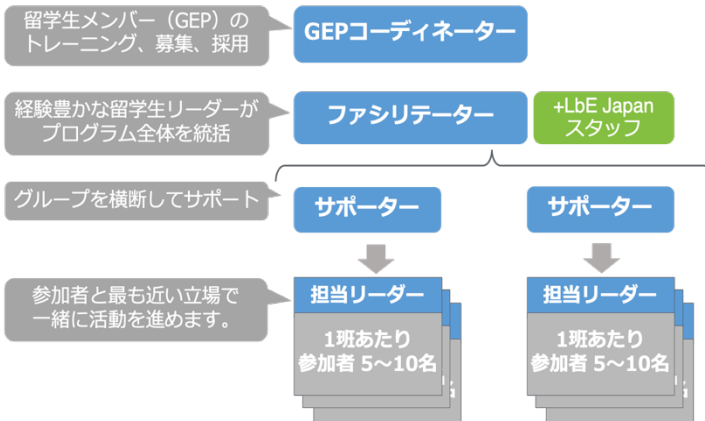 留学生メンバー（GEP）の
トレーニング、募集、採用
GEPコーディネーター
経験豊かな留学生リーダーが
プログラム全体を統括
ファシリテーター
+LbE Japan
スタッフ
グループを横断してサポート
サポーター
サポーター
参加者と最も近い立場で
一緒に活動を進めます。
担当リーダー
1班あたり
参加者 5～10名
担当リーダー
1班あたり
参加者 5～10名